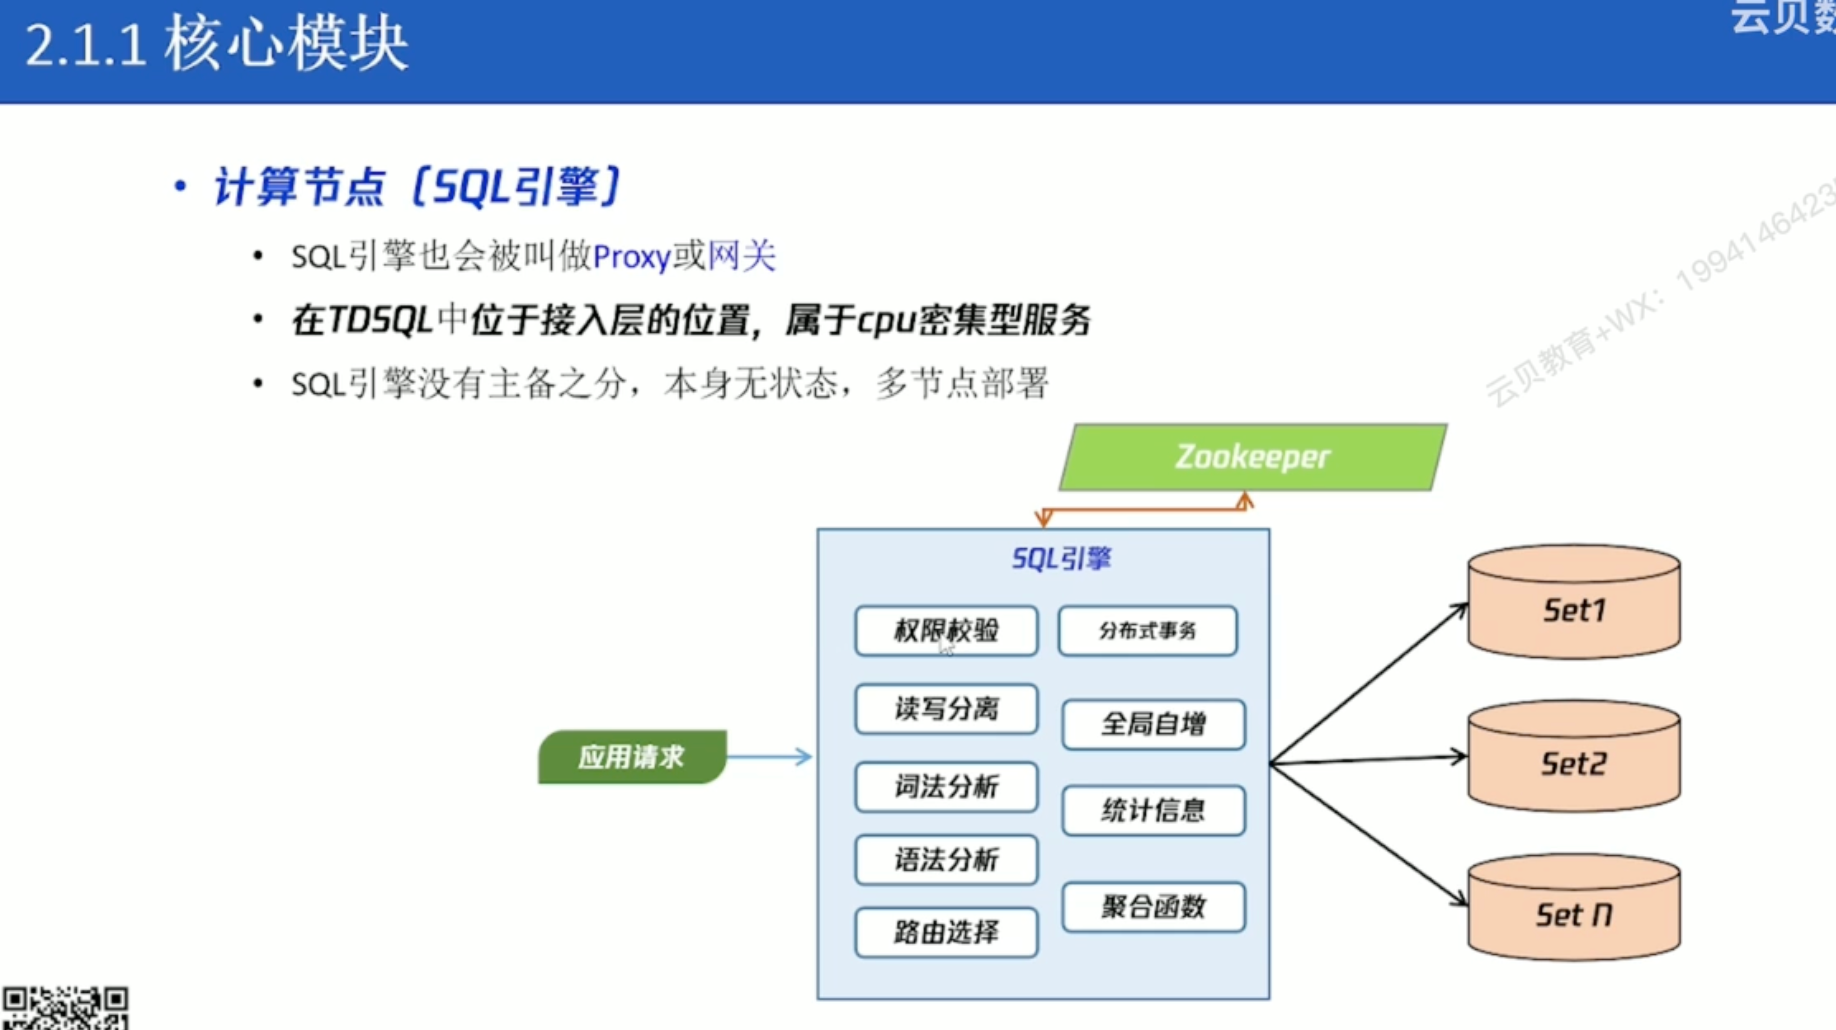 2.1.1 核心模块
云贝数
• 计算节点（SQL引擎）
• SQL引擎也会被叫做Proxy或网关
• 在TDSQL中位于接入层的位置，属于cpu密集型服务
• SQL引擎没有主备之分，本身无状态，多节点部署
云贝教育+WX：199414642
Zookeeper
SQL引擎
权限校验
分布式事务
读写分离
全局自增
词法分析
统计信息
语法分析
聚合函数
路由选择
应用请求
Set1
Set2
Set N